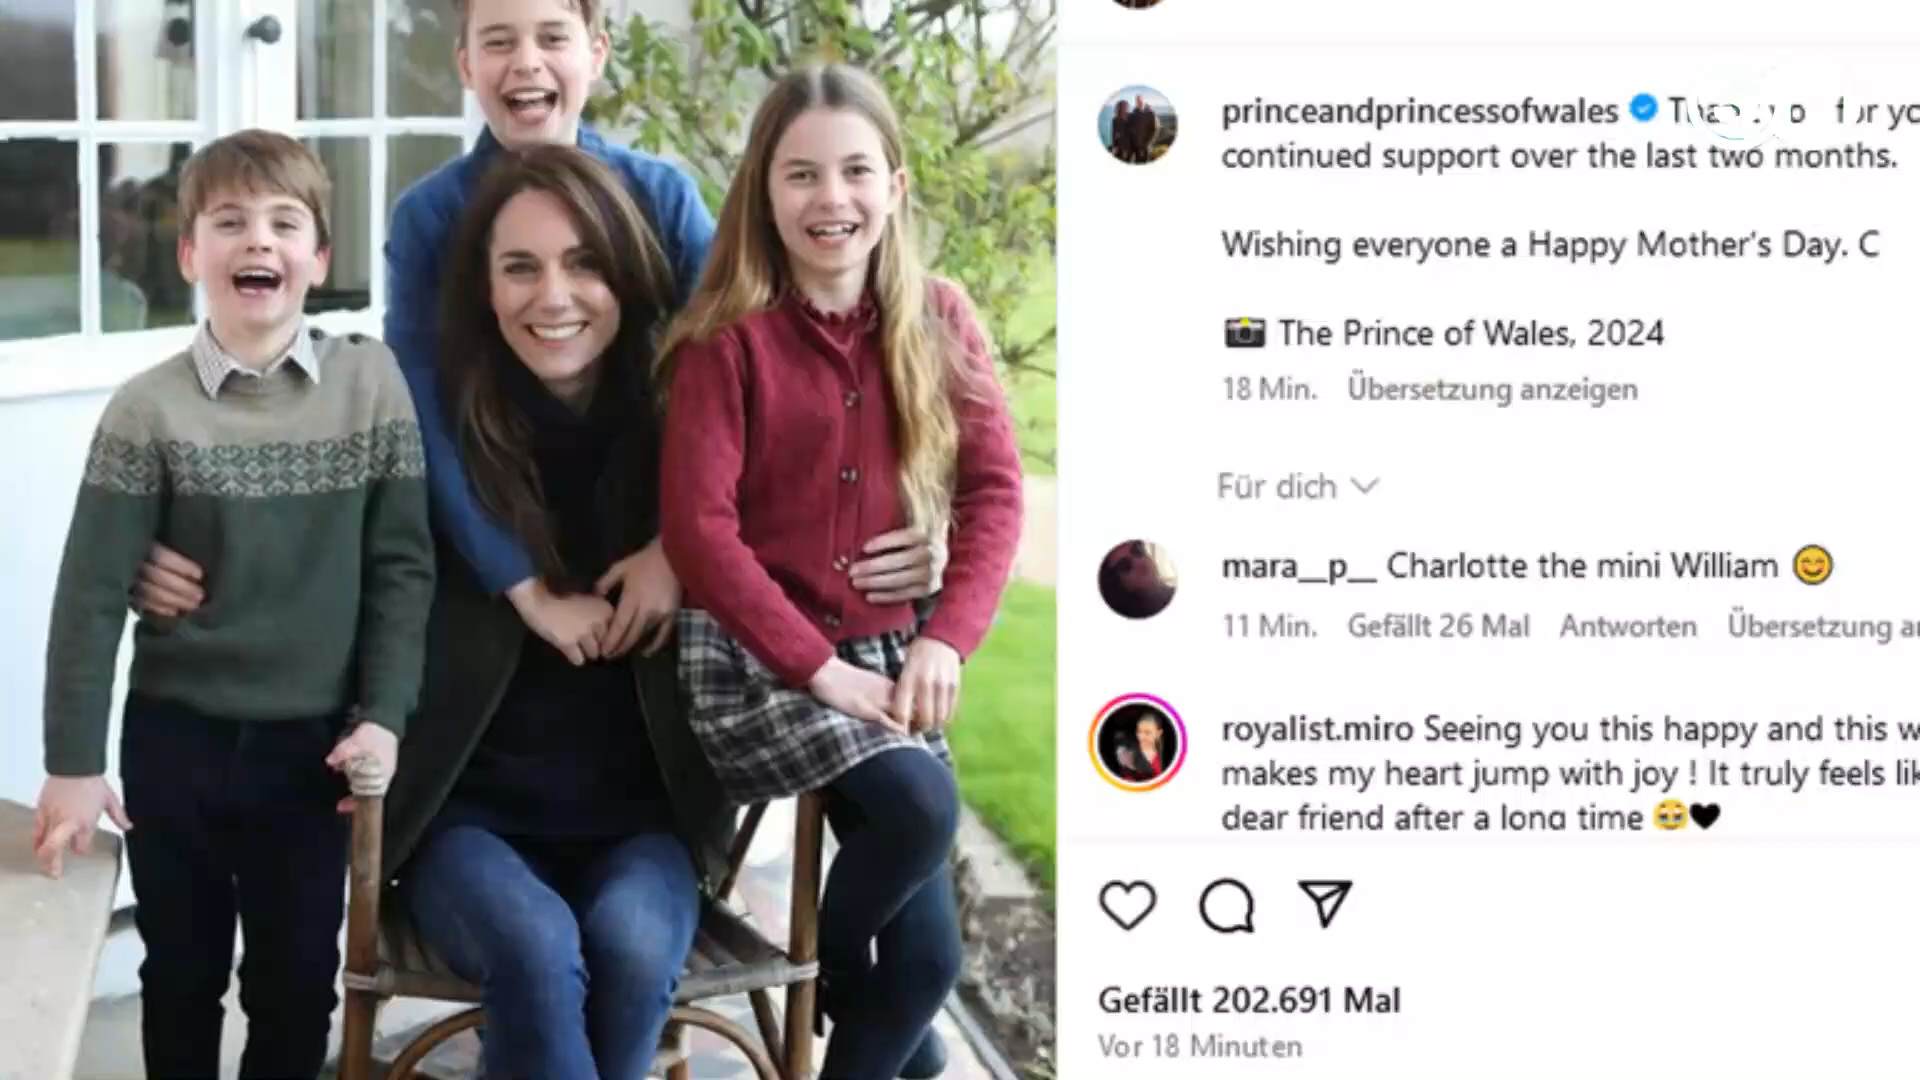 princeandprincessofwales for
continued support over the last two months.
Wishing everyone a Happy Mother's Day. C
The Prince of Wales, 2024
18 Min. Übersetzung anzeigen
Für dich
mara__p__ Charlotte the mini William
11 Min. Gefällt 26 Mal Antworten Übersetzung
royalist.miro Seeing you this happy and this
makes my heart jump with joy ! It truly feels
dear friend after a long time
Gefällt 202.691 Mal
Vor 18 Minuten